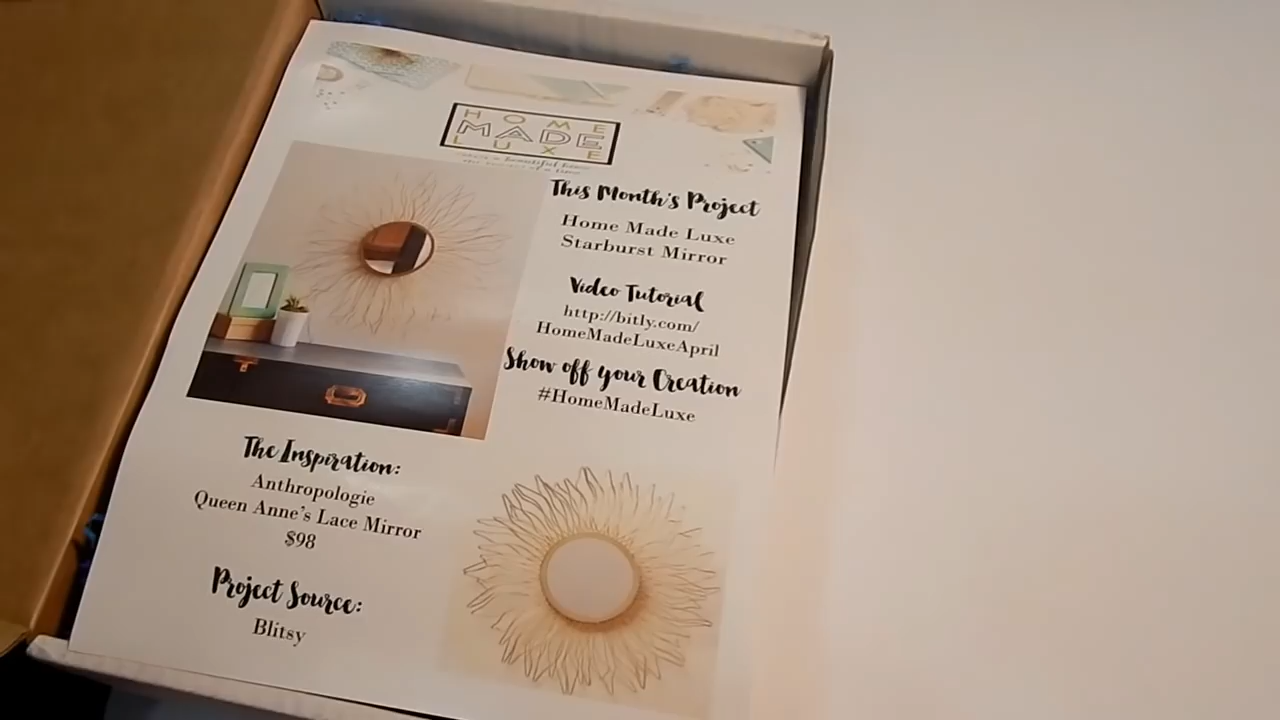 HOME
MADE
LUXE
This Month's Project
Home Made Luxe
Starburst Mirror
Video Tutorial
http://bitly.com/
HomeMadeLuxeApril
Show off your Creation
#HomeMadeLuxe
The Inspiration:
Anthropologie
Queen Anne's Lace Mirror
$98
Project Source:
Blitsy